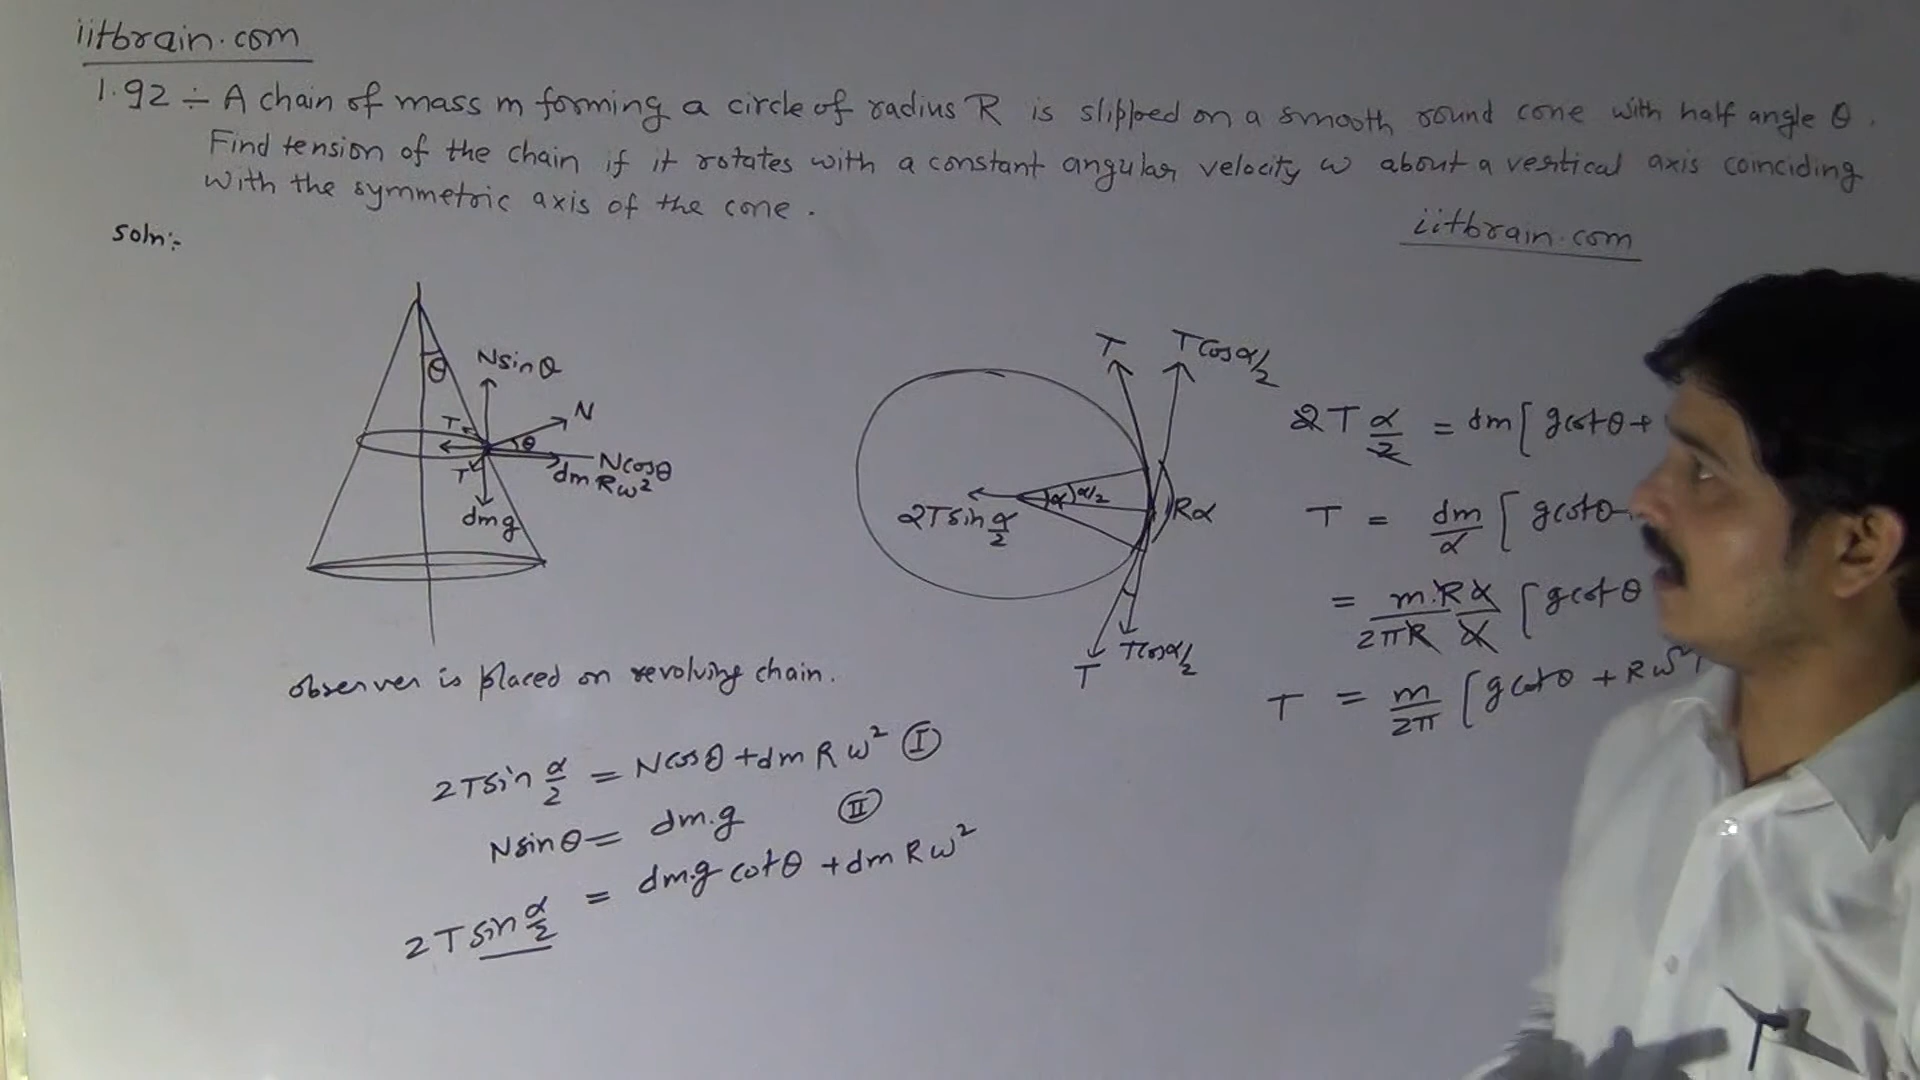 iitbrain.com
1.92 ÷ A chain of mass m forming a circle of radius R is slipped on a smooth round cone with half angle θ.
Find tension of the chain if it rotates with a constant angular velocity ω about a vertical axis coinciding
with the symmetric axis of the cone.
iitbrain.com
Soln:-
θ
Nsinθ
N
T
θ
Ncosθ
T
dm Rω²
dmg
T
Tcosα/2
α
α/2
2Tsin α/2
Rα
T
Tcosα/2
observer is placed on revolving chain.
2Tsin α/2 = Ncosθ + dm Rω² I
Nsinθ = dm.g II
2Tsin α/2 = dm.g cotθ + dm Rω²
2T α/2 = dm [gcotθ +
T = dm/α [gcotθ
= m.Rα/2πR α [gcotθ
T = m/2π [gcotθ + Rω²]